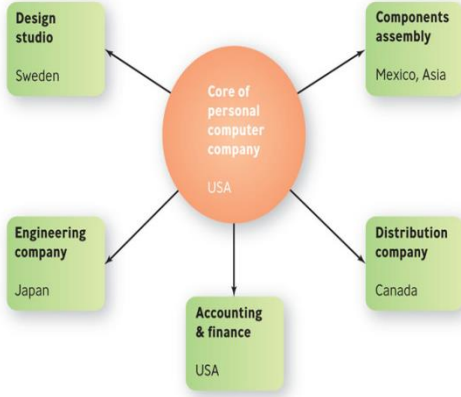 Design
studio
Sweden
Components
assembly
Mexico, Asia
Core of
personal
computer
company
USA
Engineering
company
Japan
Distribution
company
Canada
Accounting
& finance
USA